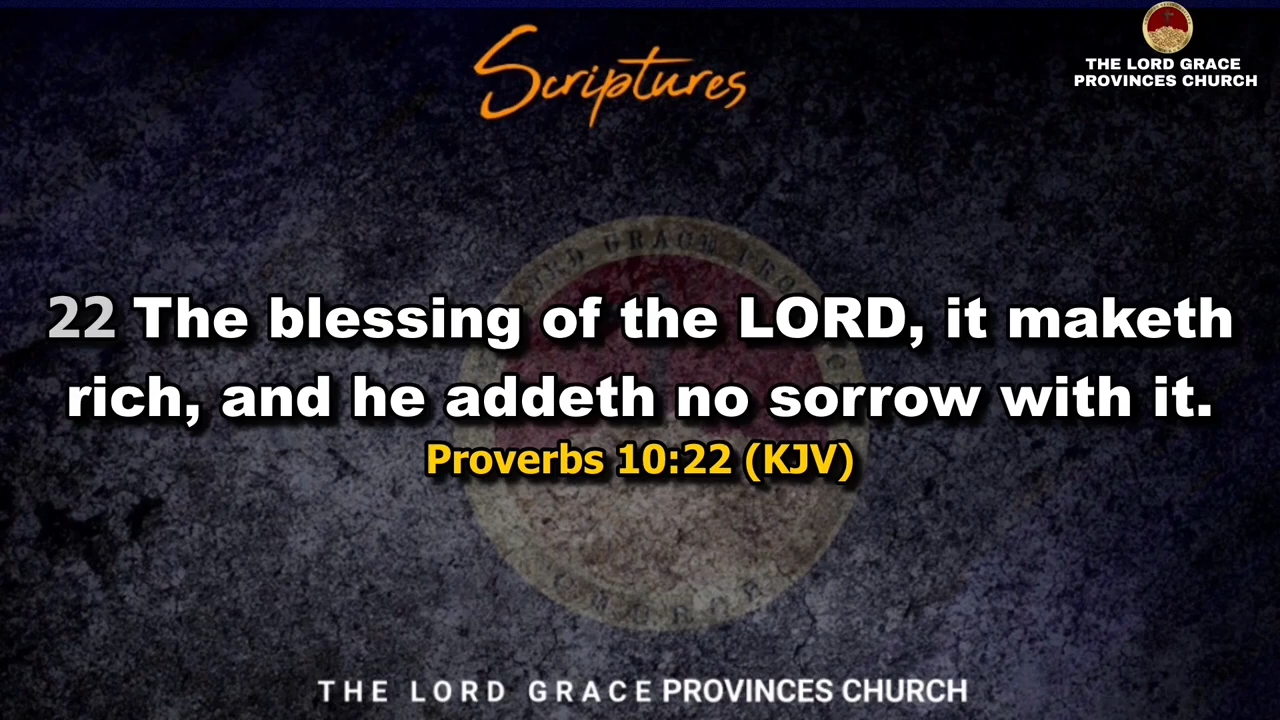 Scriptures
THE LORD GRACE
PROVINCES CHURCH
22 The blessing of the LORD, it maketh
rich, and he addeth no sorrow with it.
Proverbs 10:22 (KJV)
THE LORD GRACE PROVINCES CHURCH